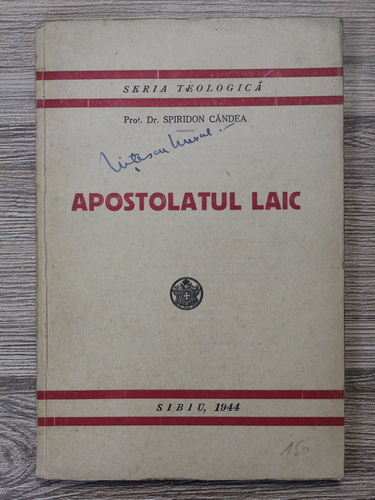 SERIA TEOLOGICĂ
Prof. Dr. SPIRIDON CÂNDEA
APOSTOLATUL LAIC
SIBIU, 1944
150